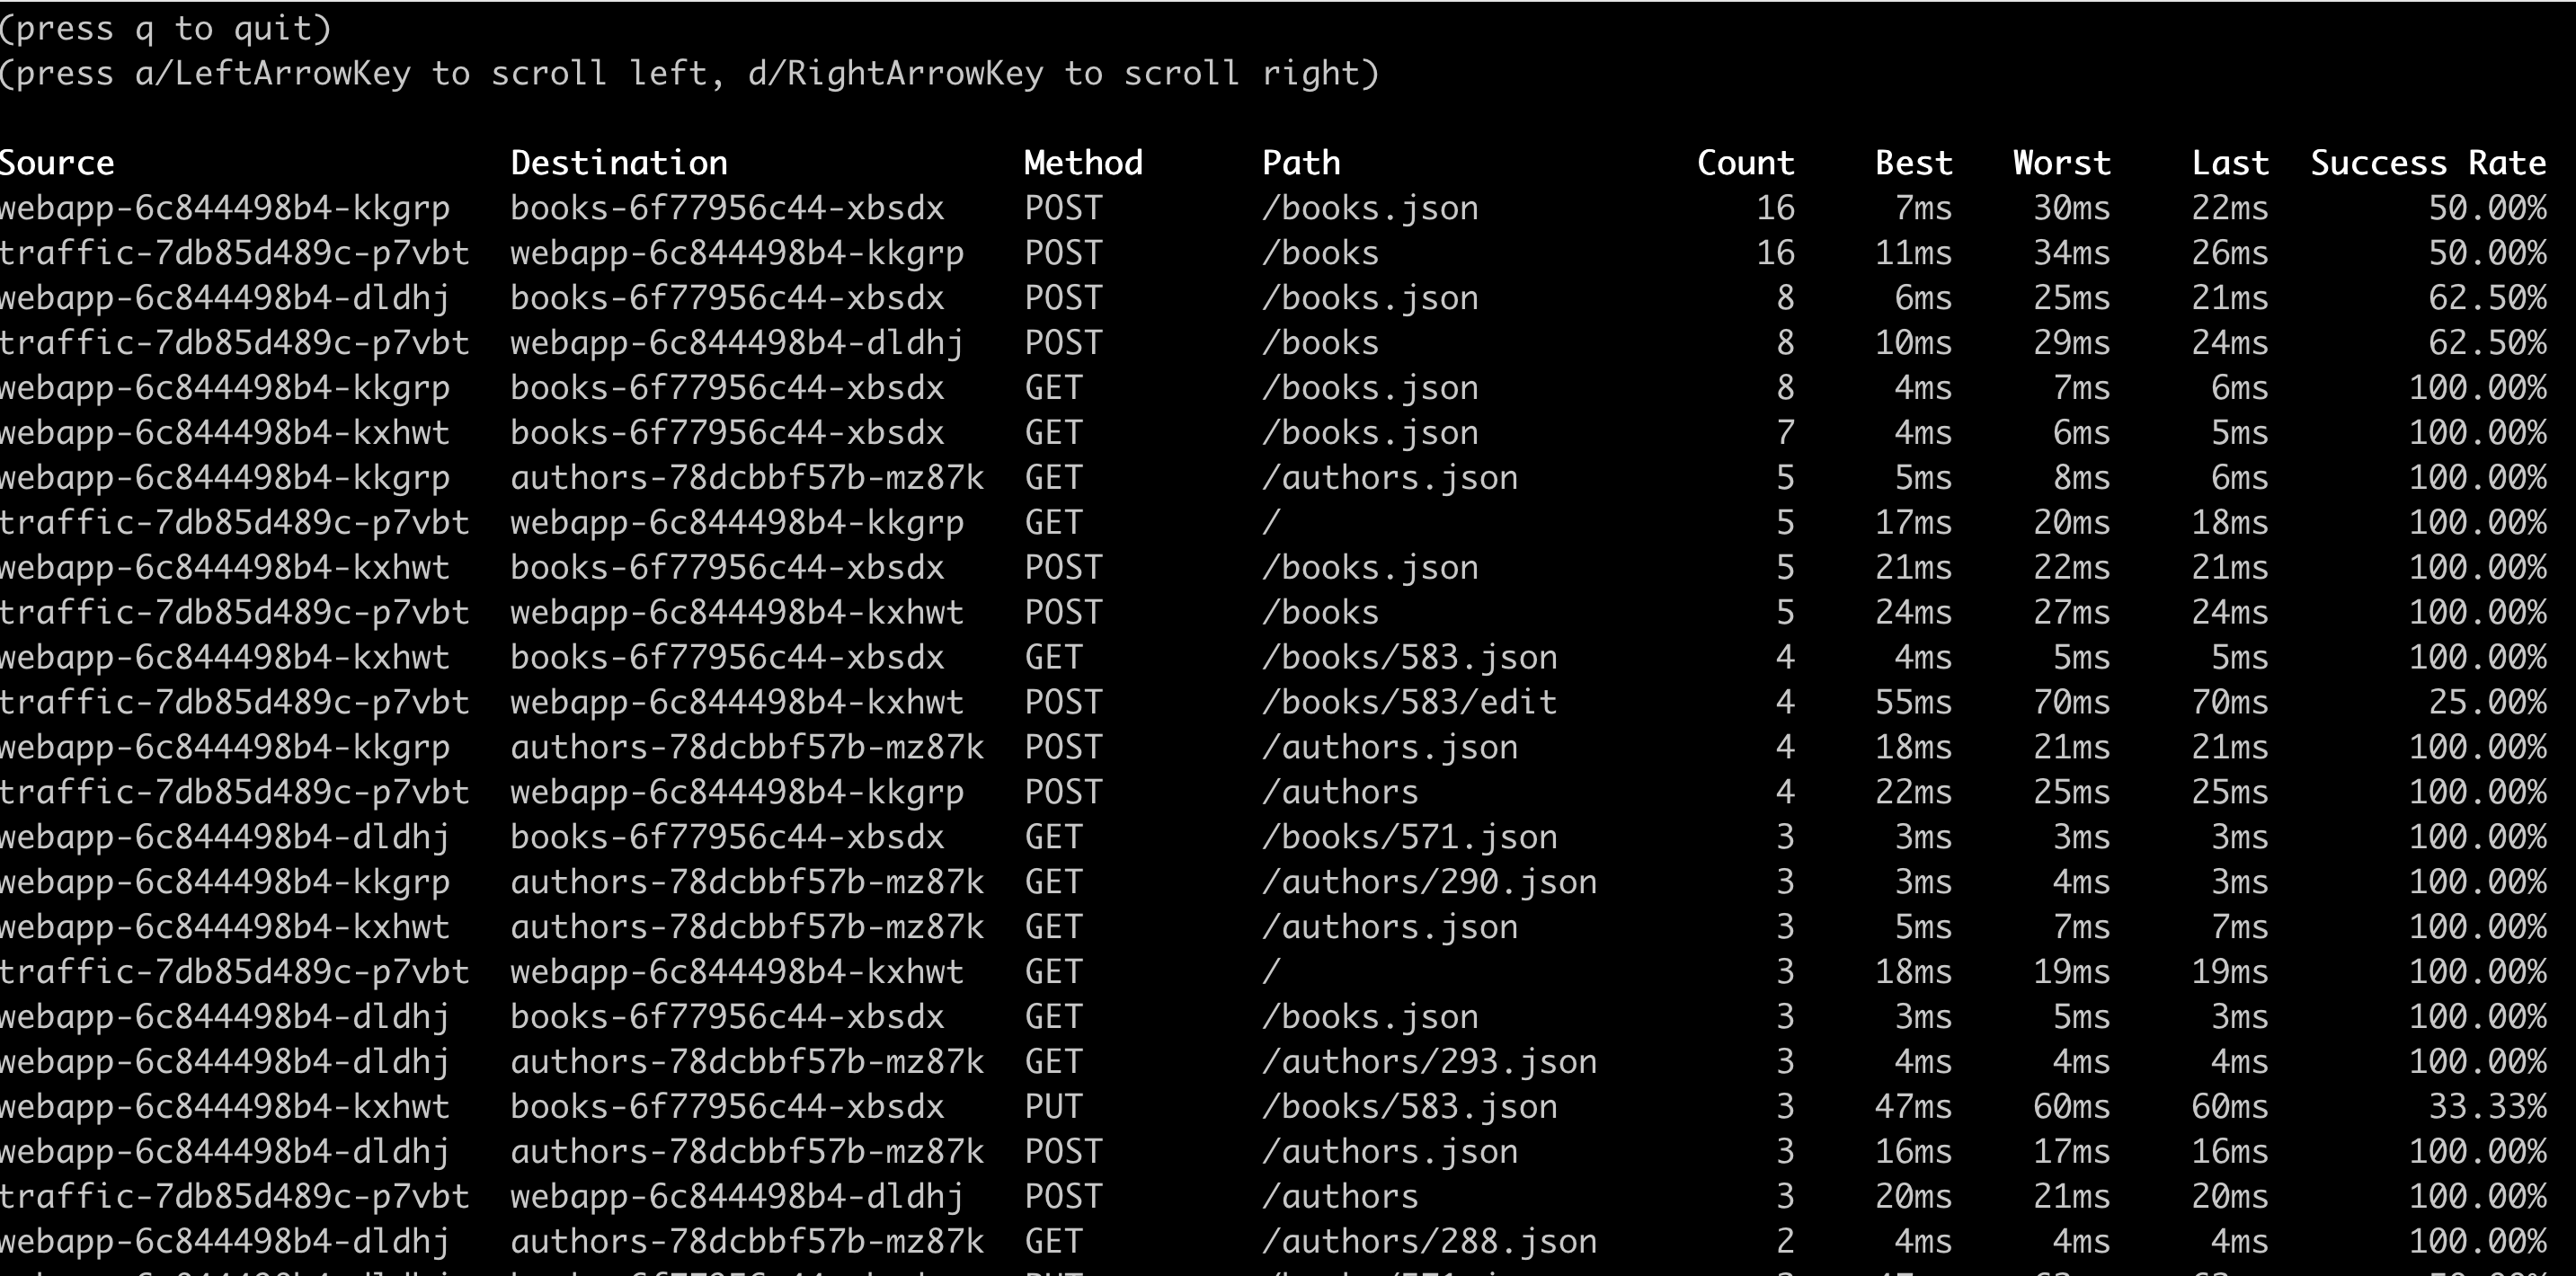 (press q to quit)
(press a/LeftArrowKey to scroll left, d/RightArrowKey to scroll right)
Source Destination Method Path Count Best Worst Last Success Rate
webapp-6c844498b4-kkgrp books-6f77956c44-xbsdx POST /books.json 16 7ms 30ms 22ms 50.00%
traffic-7db85d489c-p7vbt webapp-6c844498b4-kkgrp POST /books 16 11ms 34ms 26ms 50.00%
webapp-6c844498b4-dldhj books-6f77956c44-xbsdx POST /books.json 8 6ms 25ms 21ms 62.50%
traffic-7db85d489c-p7vbt webapp-6c844498b4-dldhj POST /books 8 10ms 29ms 24ms 62.50%
webapp-6c844498b4-kkgrp books-6f77956c44-xbsdx GET /books.json 8 4ms 7ms 6ms 100.00%
webapp-6c844498b4-kxhwt books-6f77956c44-xbsdx GET /books.json 7 4ms 6ms 5ms 100.00%
webapp-6c844498b4-kkgrp authors-78dcbbf57b-mz87k GET /authors.json 5 5ms 8ms 6ms 100.00%
traffic-7db85d489c-p7vbt webapp-6c844498b4-kkgrp GET / 5 17ms 20ms 18ms 100.00%
webapp-6c844498b4-kxhwt books-6f77956c44-xbsdx POST /books.json 5 21ms 22ms 21ms 100.00%
traffic-7db85d489c-p7vbt webapp-6c844498b4-kxhwt POST /books 5 24ms 27ms 24ms 100.00%
webapp-6c844498b4-kxhwt books-6f77956c44-xbsdx GET /books/583.json 4 4ms 5ms 5ms 100.00%
traffic-7db85d489c-p7vbt webapp-6c844498b4-kxhwt POST /books/583/edit 4 55ms 70ms 70ms 25.00%
webapp-6c844498b4-kkgrp authors-78dcbbf57b-mz87k POST /authors.json 4 18ms 21ms 21ms 100.00%
traffic-7db85d489c-p7vbt webapp-6c844498b4-kkgrp POST /authors 4 22ms 25ms 25ms 100.00%
webapp-6c844498b4-dldhj books-6f77956c44-xbsdx GET /books/571.json 3 3ms 3ms 3ms 100.00%
webapp-6c844498b4-kkgrp authors-78dcbbf57b-mz87k GET /authors/290.json 3 3ms 4ms 3ms 100.00%
webapp-6c844498b4-kxhwt authors-78dcbbf57b-mz87k GET /authors.json 3 5ms 7ms 7ms 100.00%
traffic-7db85d489c-p7vbt webapp-6c844498b4-kxhwt GET / 3 18ms 19ms 19ms 100.00%
webapp-6c844498b4-dldhj books-6f77956c44-xbsdx GET /books.json 3 3ms 5ms 3ms 100.00%
webapp-6c844498b4-dldhj authors-78dcbbf57b-mz87k GET /authors/293.json 3 4ms 4ms 4ms 100.00%
webapp-6c844498b4-kxhwt books-6f77956c44-xbsdx PUT /books/583.json 3 47ms 60ms 60ms 33.33%
webapp-6c844498b4-dldhj authors-78dcbbf57b-mz87k POST /authors.json 3 16ms 17ms 16ms 100.00%
traffic-7db85d489c-p7vbt webapp-6c844498b4-dldhj POST /authors 3 20ms 21ms 20ms 100.00%
webapp-6c844498b4-dldhj authors-78dcbbf57b-mz87k GET /authors/288.json 2 4ms 4ms 4ms 100.00%